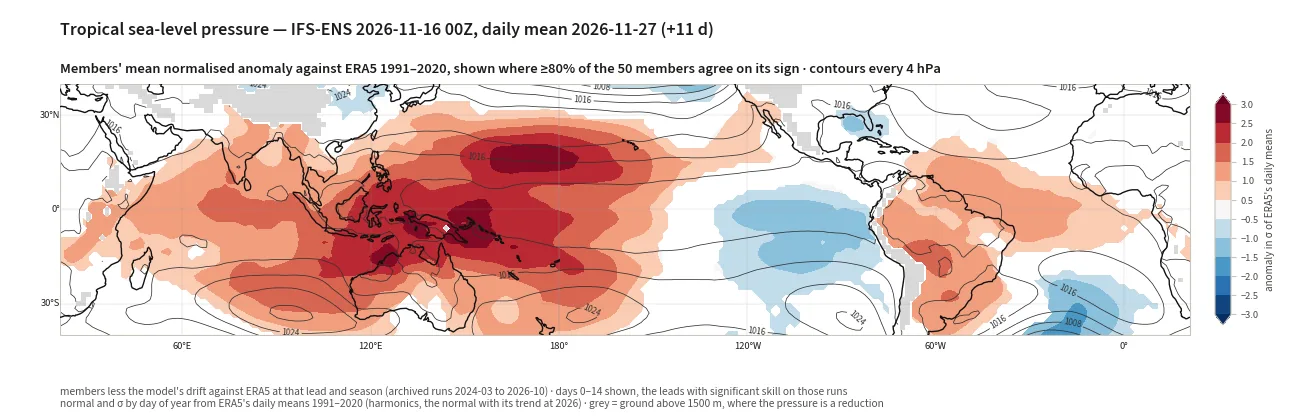 Tropical sea-level pressure — IFS-ENS 2026-11-16 00Z, daily mean 2026-11-27 (+11 d)
Members' mean normalised anomaly against ERA5 1991–2020, shown where ≥80% of the 50 members agree on its sign · contours every 4 hPa
1024
1024
1008
1016
1016
1016
1016
1016
1016
1016
1024
1024
1016
1024
1016
1016
1008
30°N
0°
30°S
60°E
120°E
180°
120°W
60°W
0°
3.0
2.5
2.0
1.5
1.0
0.5
−0.5
−1.0
−1.5
−2.0
−2.5
−3.0
anomaly in σ of ERA5's daily means
members less the model's drift against ERA5 at that lead and season (archived runs 2024-03 to 2026-10) · days 0–14 shown, the leads with significant skill on those runs
normal and σ by day of year from ERA5's daily means 1991–2020 (harmonics, the normal with its trend at 2026) · grey = ground above 1500 m, where the pressure is a reduction